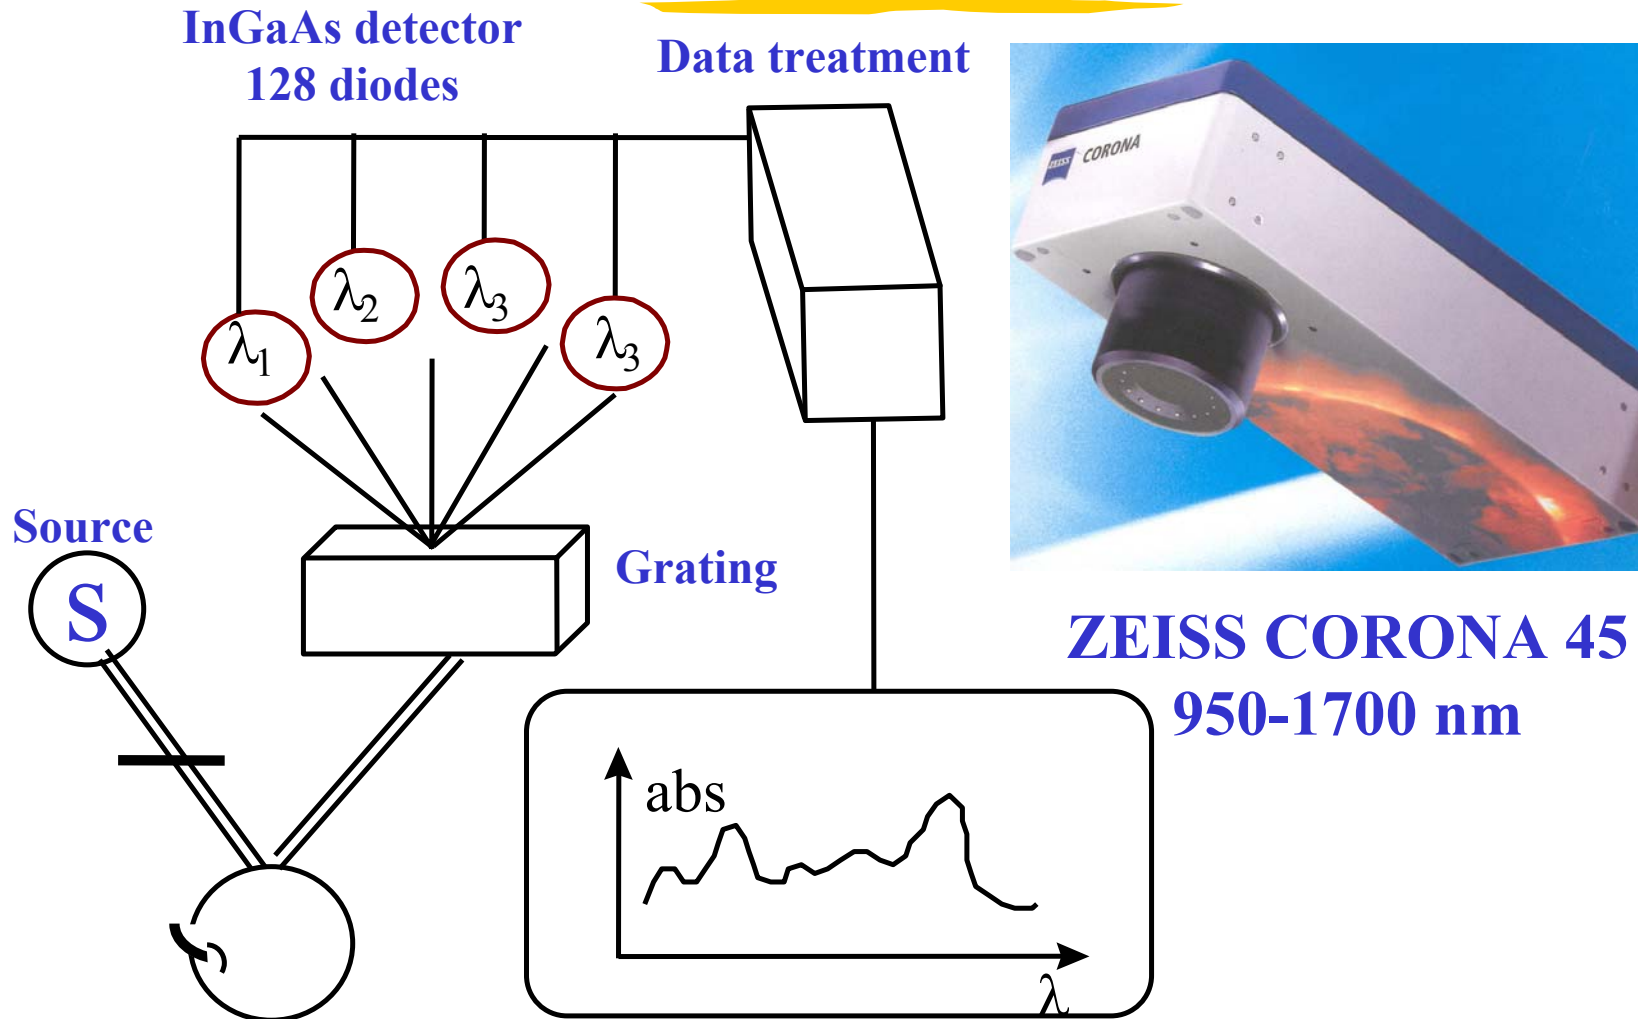 InGaAs detector
128 diodes
Data treatment
ZEISS CORONA
λ1
λ2
λ3
λ3
Source
S
Grating
ZEISS CORONA 45
950-1700 nm
abs
λ